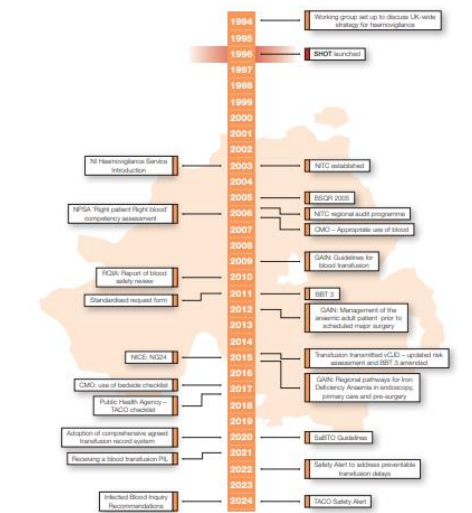 1994
Working group set up to discuss UK-wide
strategy for haemovigilance
1995
1996
SHOT launched
1997
1998
1999
2000
2001
2002
NI Haemovigilance Service
Introduction
2003
NITC established
2004
2005
BSQR 2005
NPSA 'Right patient Right blood'
competency assessment
2006
NITC regional audit programme
CMO – Appropriate use of blood
2007
2008
2009
GAIN: Guidelines for
blood transfusion
RQIA: Report of blood
safety review
2010
Standardised request form
2011
BBT 3
2012
GAIN: Management of the
anaemic adult patient prior to
scheduled major surgery
2013
2014
NICE: NG24
2015
Transfusion transmitted vCJD – updated risk
assessment and BBT 3 amended
2016
GAIN: Regional pathways for Iron
Deficiency Anaemia in endoscopy,
primary care and pre-surgery
CMO: use of bedside checklist
2017
Public Health Agency –
TACO checklist
2018
2019
Adoption of comprehensive agreed
transfusion record system
2020
SaBTO Guidelines
Receiving a blood transfusion PIL
2021
2022
Safety Alert to address preventable
transfusion delays
2023
Infected Blood Inquiry
Recommendations
2024
TACO Safety Alert